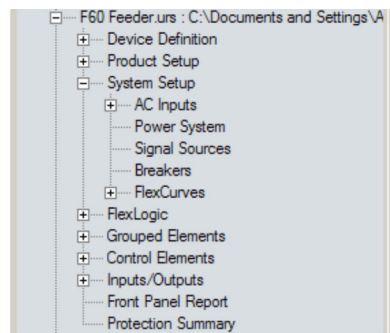 F60 Feeder.urs : C:\Documents and Settings\A
Device Definition
Product Setup
System Setup
AC Inputs
Power System
Signal Sources
Breakers
FlexCurves
FlexLogic
Grouped Elements
Control Elements
Inputs/Outputs
Front Panel Report
Protection Summary